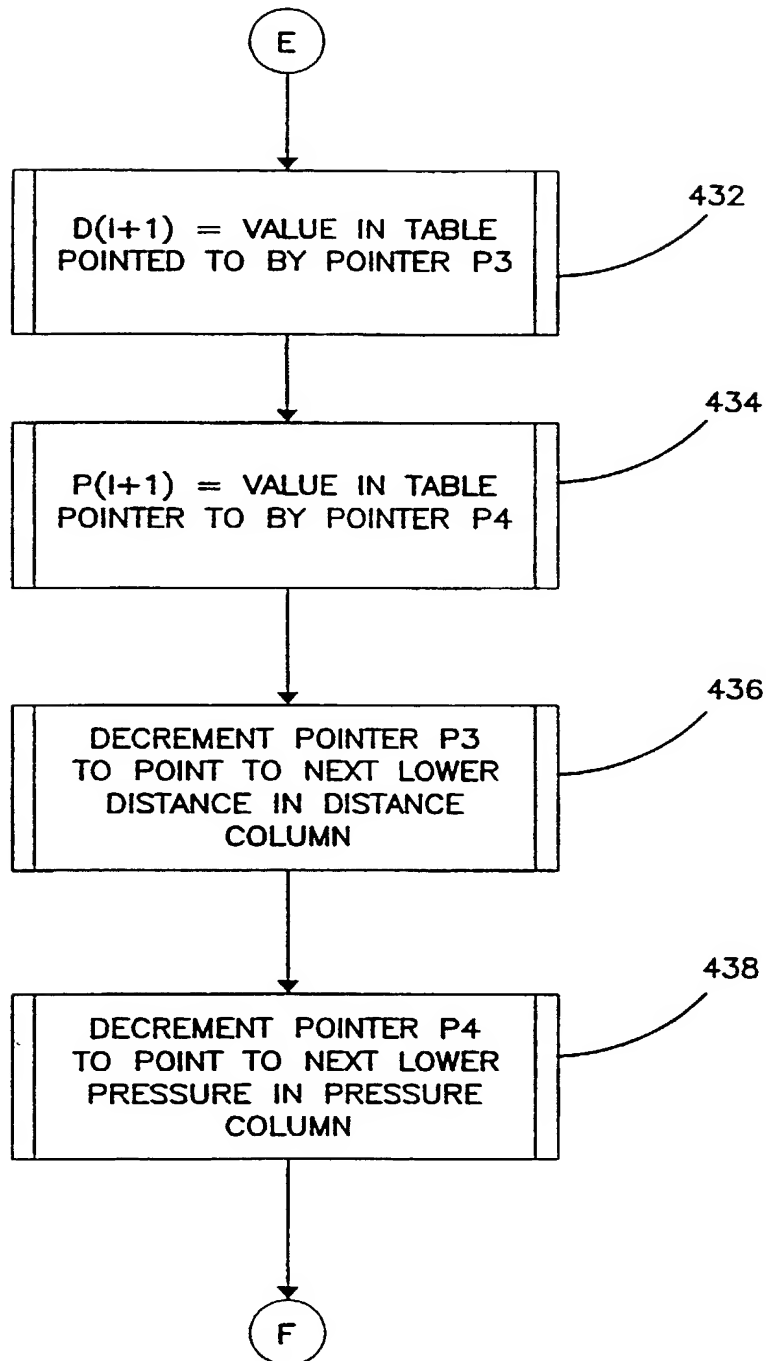 E
432
D(I+1) = VALUE IN TABLE
POINTED TO BY POINTER P3
434
P(I+1) = VALUE IN TABLE
POINTER TO BY POINTER P4
436
DECREMENT POINTER P3
TO POINT TO NEXT LOWER
DISTANCE IN DISTANCE
COLUMN
438
DECREMENT POINTER P4
TO POINT TO NEXT LOWER
PRESSURE IN PRESSURE
COLUMN
F